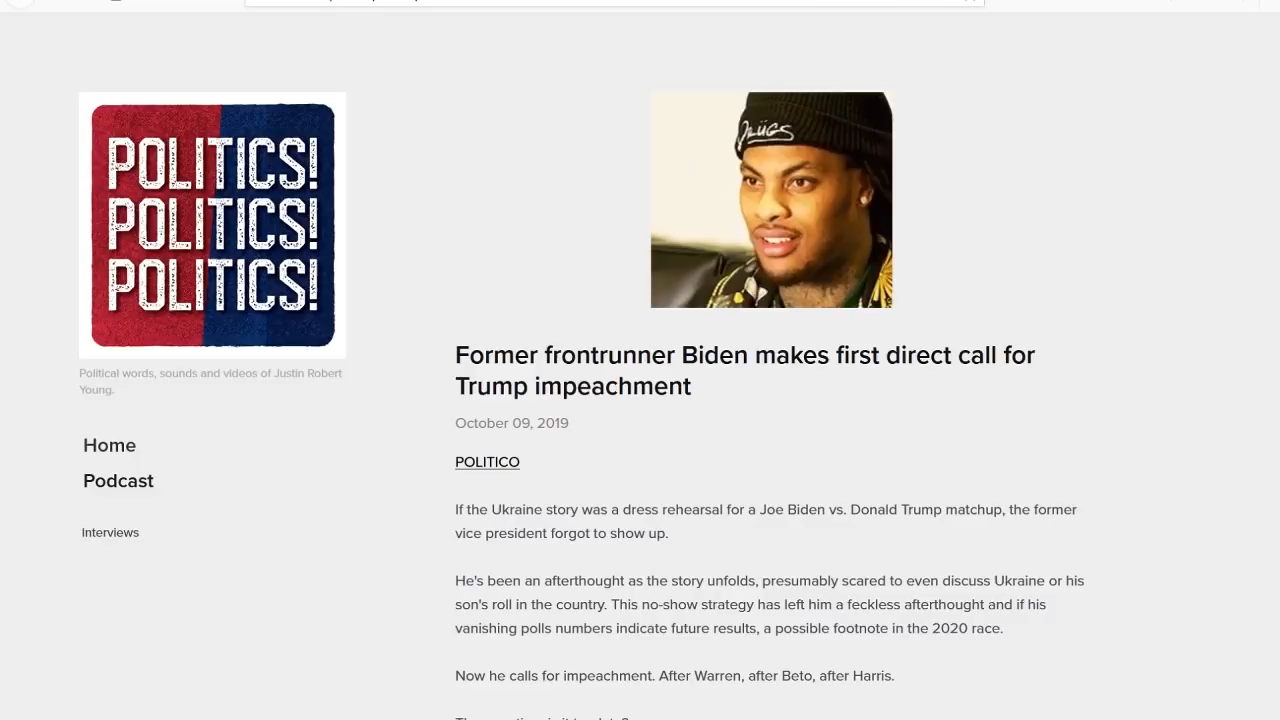 POLITICS!
POLITICS!
POLITICS!
Political words, sounds and videos of Justin Robert
Young.
Home
Podcast
Interviews
Former frontrunner Biden makes first direct call for
Trump impeachment
October 09, 2019
POLITICO
If the Ukraine story was a dress rehearsal for a Joe Biden vs. Donald Trump matchup, the former
vice president forgot to show up.
He's been an afterthought as the story unfolds, presumably scared to even discuss Ukraine or his
son's roll in the country. This no-show strategy has left him a feckless afterthought and if his
vanishing polls numbers indicate future results, a possible footnote in the 2020 race.
Now he calls for impeachment. After Warren, after Beto, after Harris.